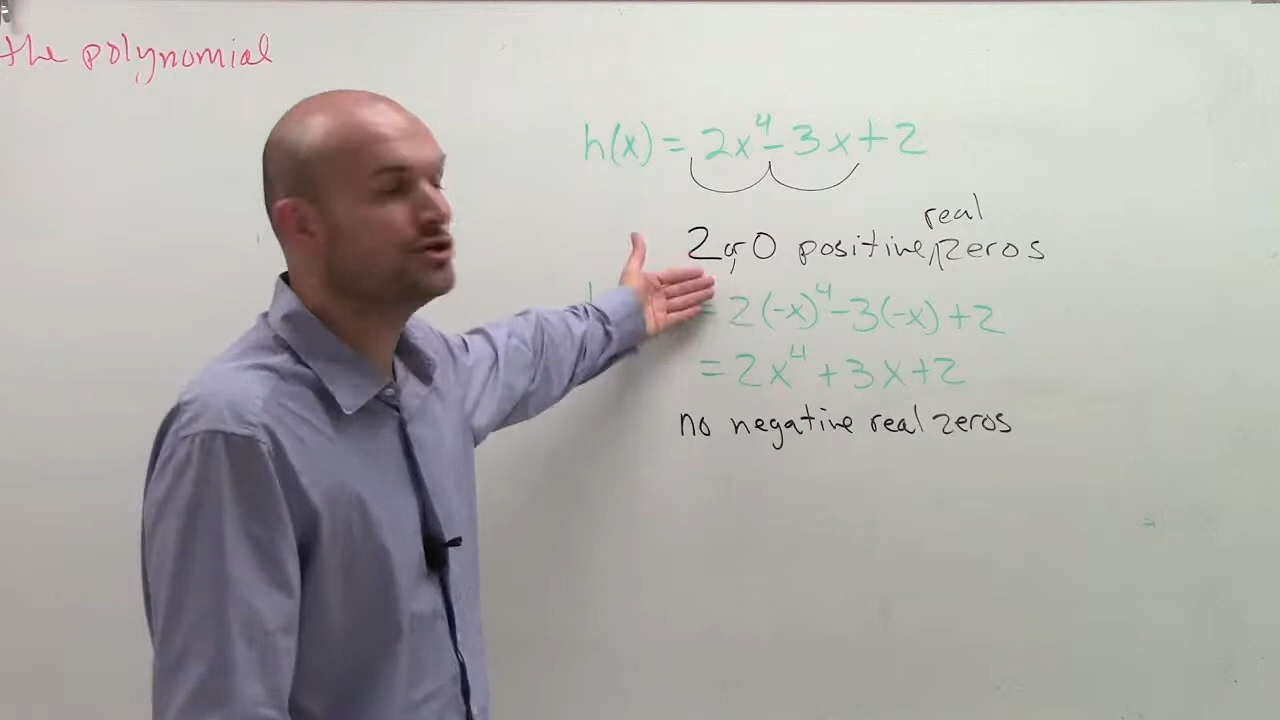 the polynomial
h(x) = 2x⁴ - 3x + 2
real
2 or 0 positive, zeros
= 2(-x)⁴ - 3(-x) + 2
= 2x⁴ + 3x + 2
no negative real zeros